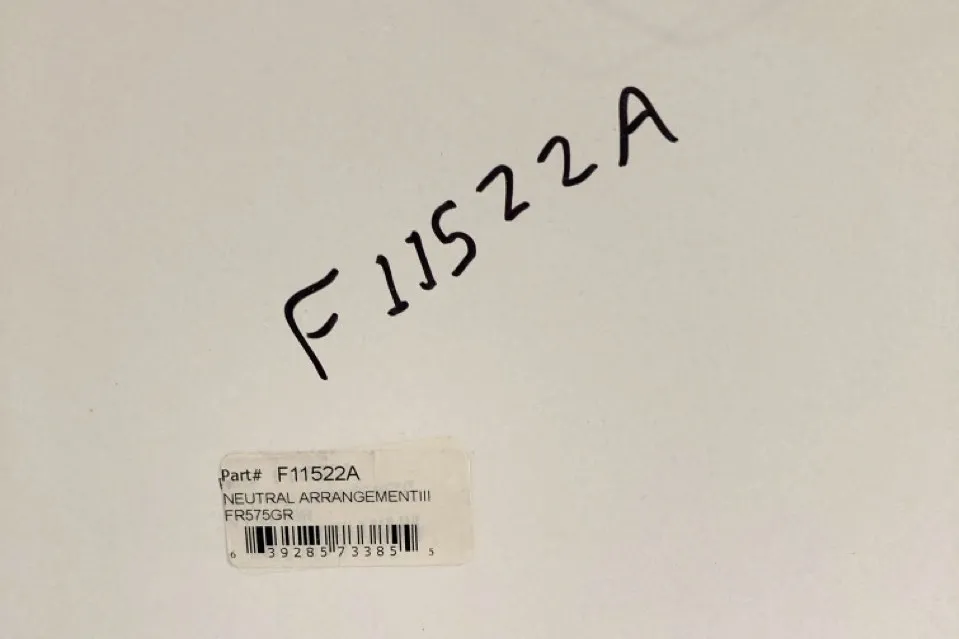 F11522A
Part# F11522A
NEUTRAL ARRANGEMENTIII
FR575GR
6 39285 73385 5